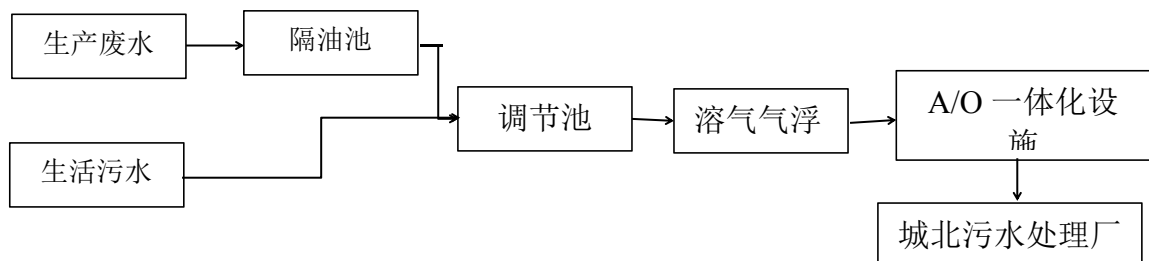 生产废水
隔油池
生活污水
调节池
溶气气浮
A/O 一体化设
施
城北污水处理厂